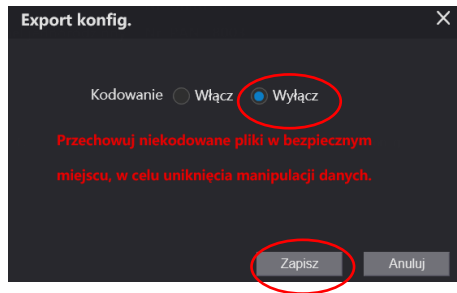 Export konfig.
Kodowanie Włącz Wyłącz
Przechowuj niekodowane pliki w bezpiecznym
miejscu, w celu uniknięcia manipulacji danych.
Zapisz Anuluj